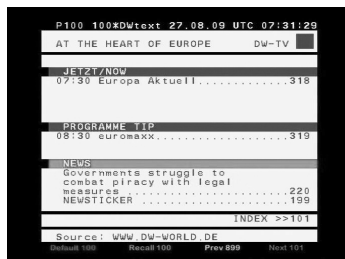 P100 100*DWtext 27.08.09 UTC 07:31:29
AT THE HEART OF EUROPE DW-TV
JETZT/NOW
07:30 Europa Aktuell..............318
PROGRAMME TIP
08:30 euromaxx....................319
NEWS
Governments struggle to
combat piracy with legal
measures ........................220
NEWSTICKER ......................199
INDEX >>101
Source: WWW.DW-WORLD.DE
Default 100 Recall 100 Prev 899 Next 101